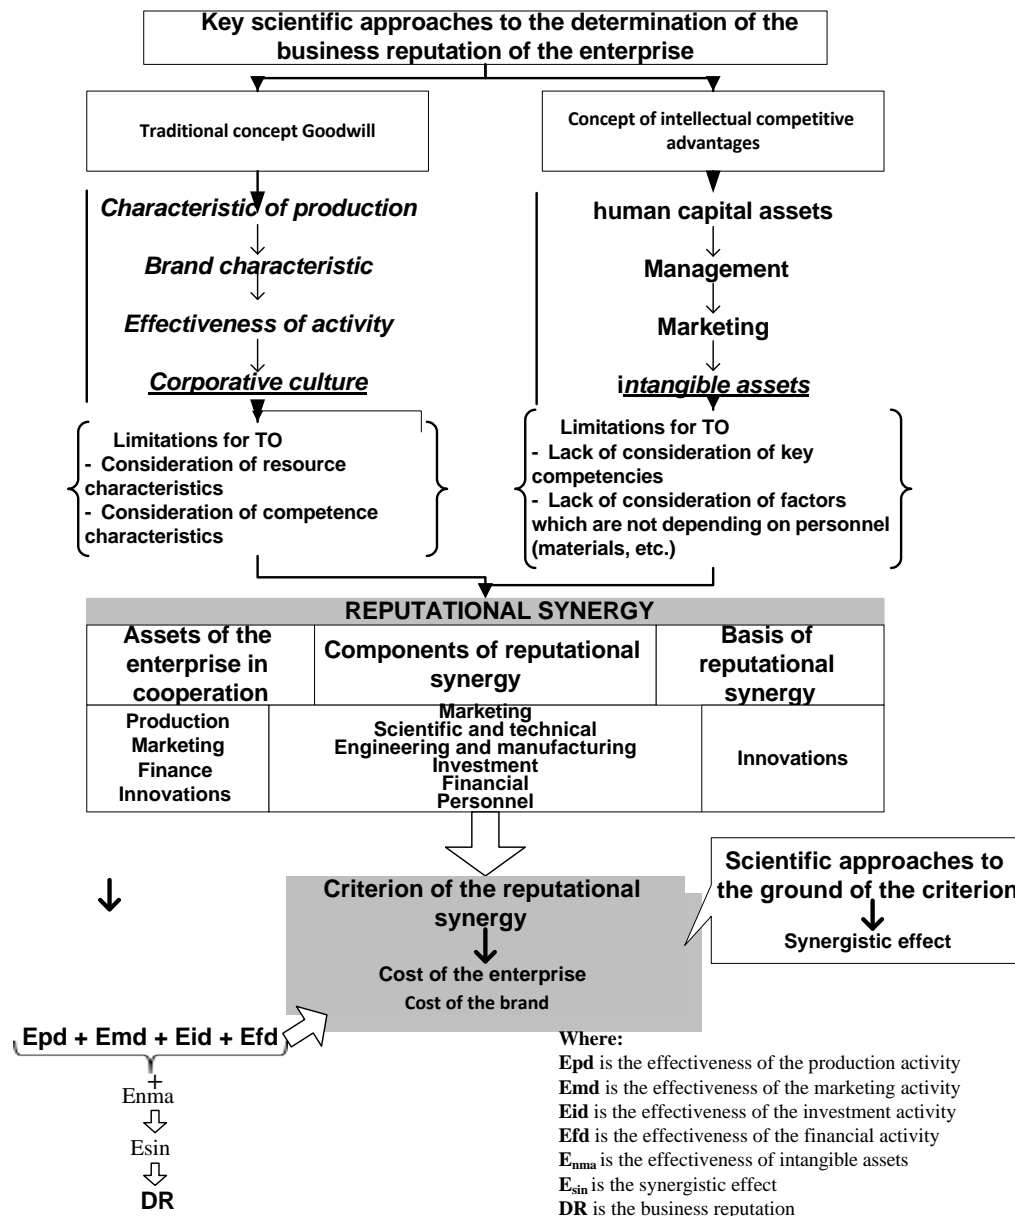 Key scientific approaches to the determination of the
business reputation of the enterprise
Traditional concept Goodwill
Concept of intellectual competitive
advantages
Characteristic of production
Brand characteristic
Effectiveness of activity
Corporative culture
human capital assets
Management
Marketing
intangible assets
Limitations for TO
- Consideration of resource
characteristics
- Consideration of competence
characteristics
Limitations for TO
- Lack of consideration of key
competencies
- Lack of consideration of factors
which are not depending on personnel
(materials, etc.)
REPUTATIONAL SYNERGY
Assets of the
enterprise in
cooperation
Components of reputational
synergy
Basis of
reputational
synergy
Production
Marketing
Finance
Innovations
Marketing
Scientific and technical
Engineering and manufacturing
Investment
Financial
Personnel
Innovations
Criterion of the reputational
synergy
Cost of the enterprise
Cost of the brand
Scientific approaches to
the ground of the criterion
Synergistic effect
Epd + Emd + Eid + Efd
+
Enma
Esin
DR
Where:
Epd is the effectiveness of the production activity
Emd is the effectiveness of the marketing activity
Eid is the effectiveness of the investment activity
Efd is the effectiveness of the financial activity
Enma is the effectiveness of intangible assets
Esin is the synergistic effect
DR is the business reputation